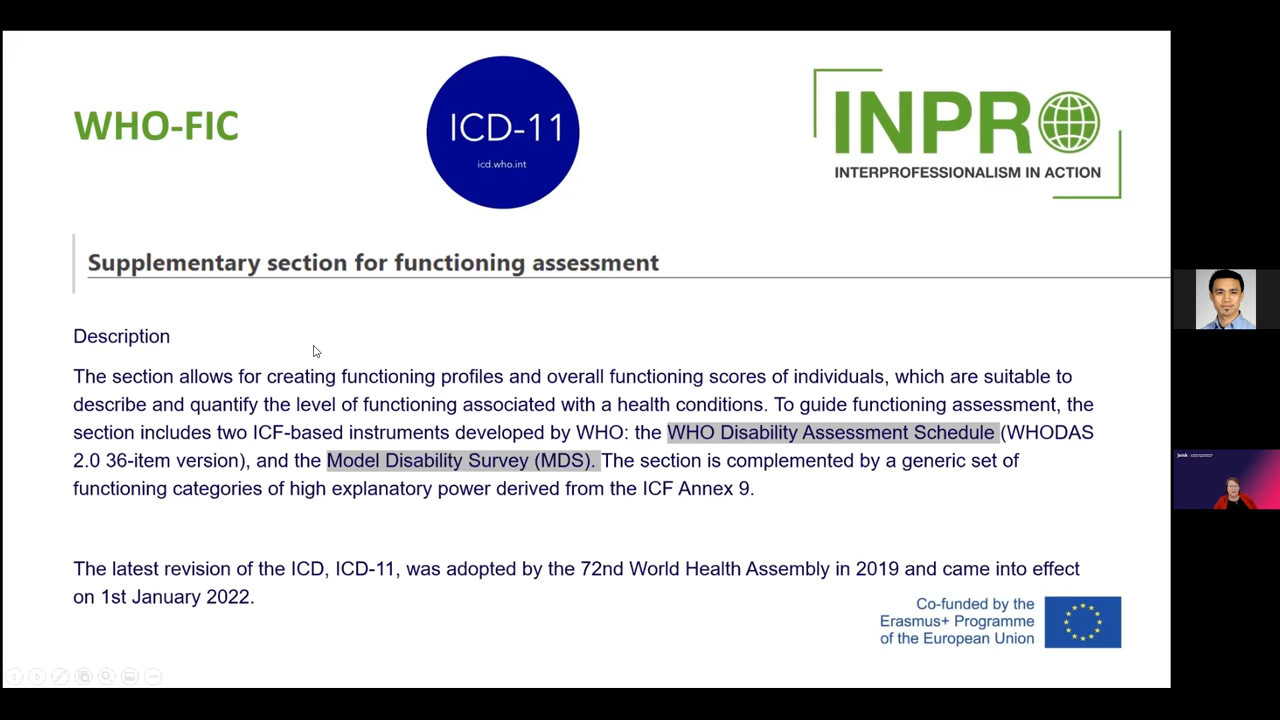 WHO-FIC
ICD-11
icd.who.int
INPR
INTERPROFESSIONALISM IN ACTION
Supplementary section for functioning assessment
Description
The section allows for creating functioning profiles and overall functioning scores of individuals, which are suitable to
describe and quantify the level of functioning associated with a health conditions. To guide functioning assessment, the
section includes two ICF-based instruments developed by WHO: the WHO Disability Assessment Schedule (WHODAS
2.0 36-item version), and the Model Disability Survey (MDS). The section is complemented by a generic set of
functioning categories of high explanatory power derived from the ICF Annex 9.
The latest revision of the ICD, ICD-11, was adopted by the 72nd World Health Assembly in 2019 and came into effect
on 1st January 2022.
Co-funded by the
Erasmus+ Programme
of the European Union